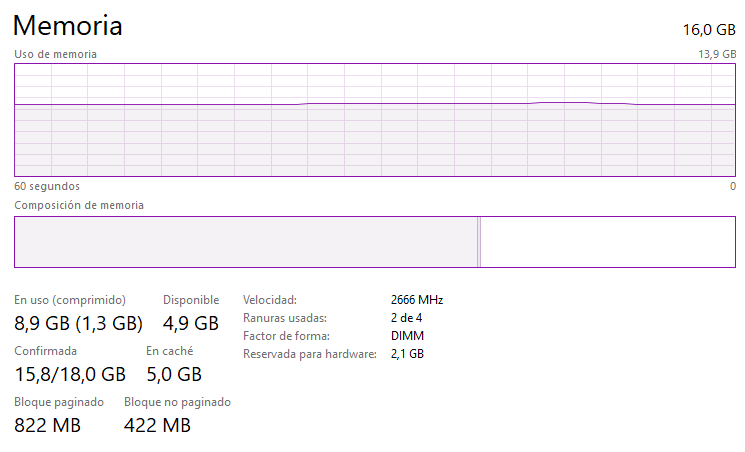 Memoria 16,0 GB
Uso de memoria 13,9 GB
60 segundos 0
Composición de memoria
En uso (comprimido) Disponible
8,9 GB (1,3 GB) 4,9 GB
Confirmada En caché
15,8/18,0 GB 5,0 GB
Bloque paginado Bloque no paginado
822 MB 422 MB
Velocidad: 2666 MHz
Ranuras usadas: 2 de 4
Factor de forma: DIMM
Reservada para hardware: 2,1 GB